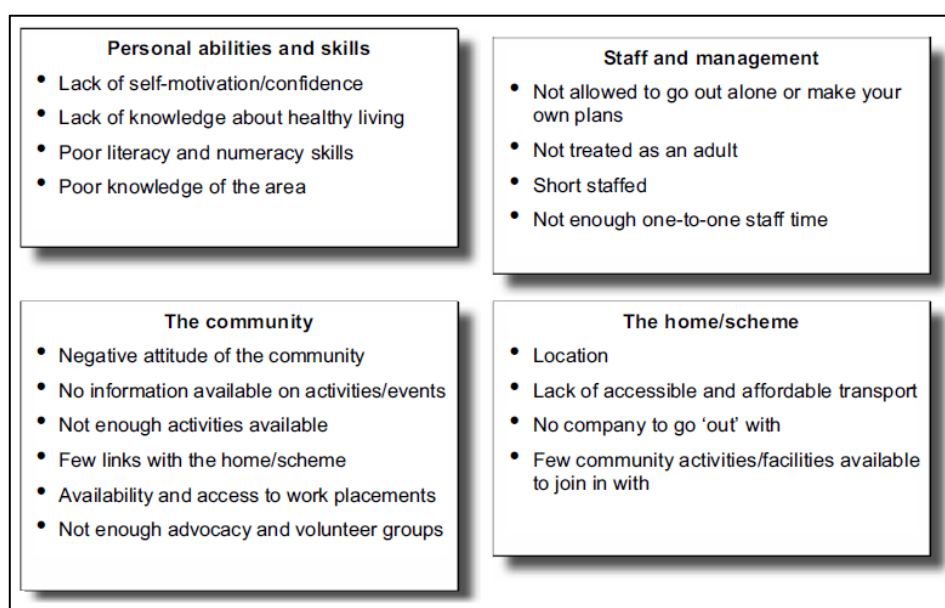 Personal abilities and skills
• Lack of self-motivation/confidence
• Lack of knowledge about healthy living
• Poor literacy and numeracy skills
• Poor knowledge of the area
Staff and management
• Not allowed to go out alone or make your
own plans
• Not treated as an adult
• Short staffed
• Not enough one-to-one staff time
The community
• Negative attitude of the community
• No information available on activities/events
• Not enough activities available
• Few links with the home/scheme
• Availability and access to work placements
• Not enough advocacy and volunteer groups
The home/scheme
• Location
• Lack of accessible and affordable transport
• No company to go ‘out’ with
• Few community activities/facilities available
to join in with